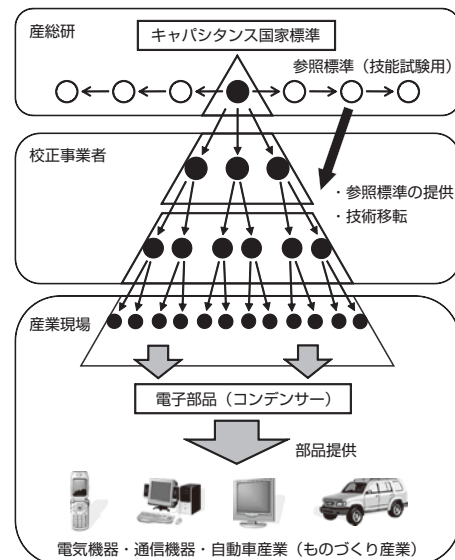 産総研
キャパシタンス国家標準
参照標準（技能試験用）
校正事業者
・参照標準の提供
・技術移転
産業現場
電子部品（コンデンサー）
部品提供
電気機器・通信機器・自動車産業（ものづくり産業）